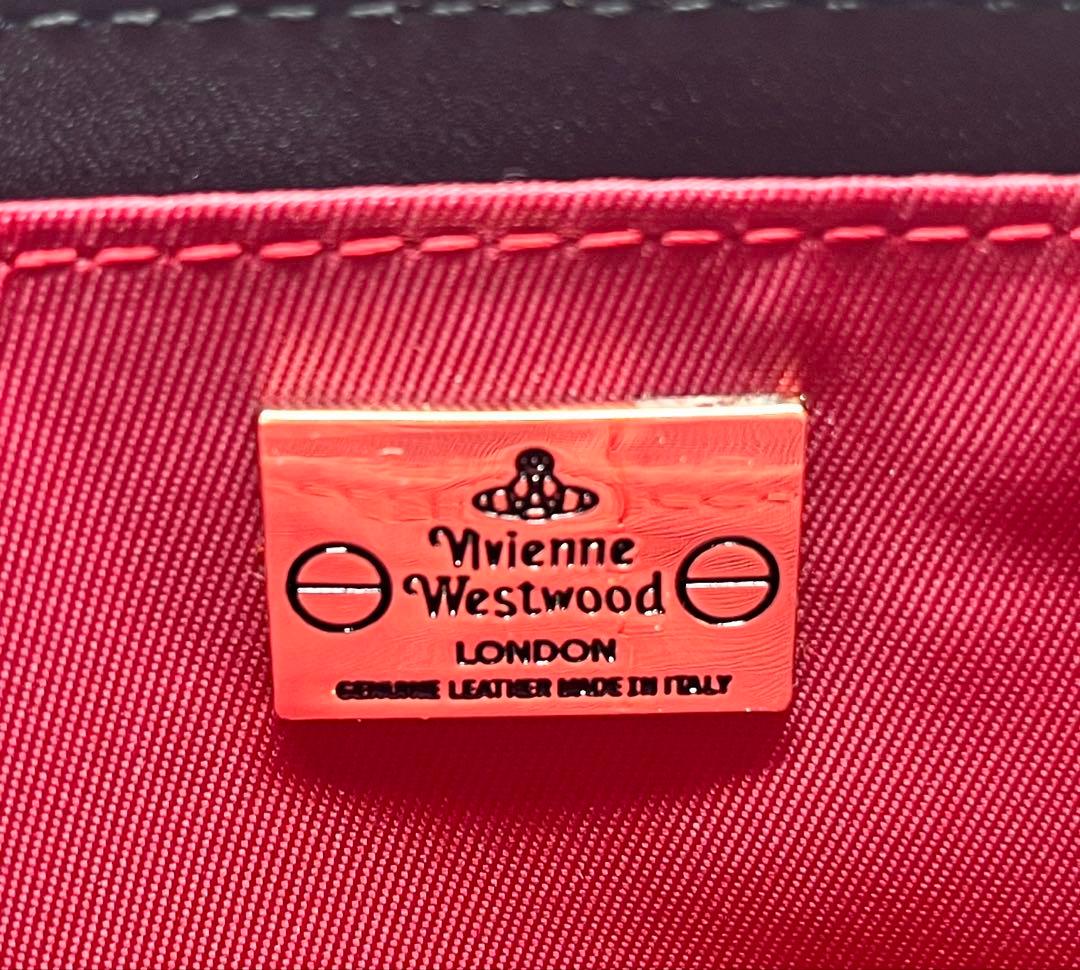 Vivienne
Westwood
LONDON
GENUINE LEATHER MADE IN ITALY